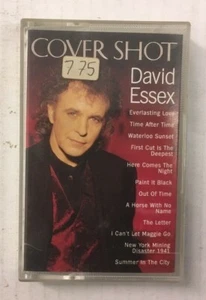 COVER SHOT
775
David
Essex
Everlasting Love
Time After Time
Waterloo Sunset
First Cut Is The
Deepest
Here Comes The
Night
Paint It Black
Out Of Time
A Horse With No
Name
The Letter
I Can't Let Maggie Go
New York Mining
Disaster 1941
Summer In The City